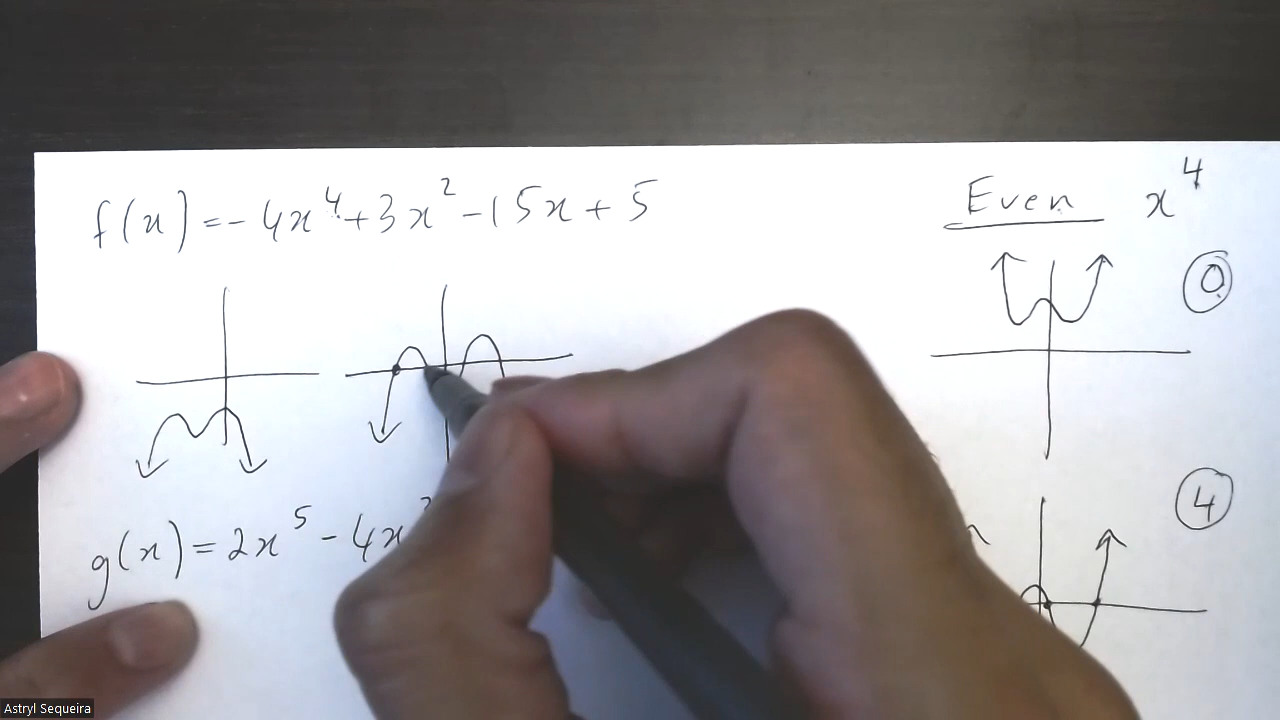 f(x) = -4x⁴ + 3x² - 15x + 5
Even x⁴
0
4
g(x) = 2x⁵ - 4x
Astryl Sequeira